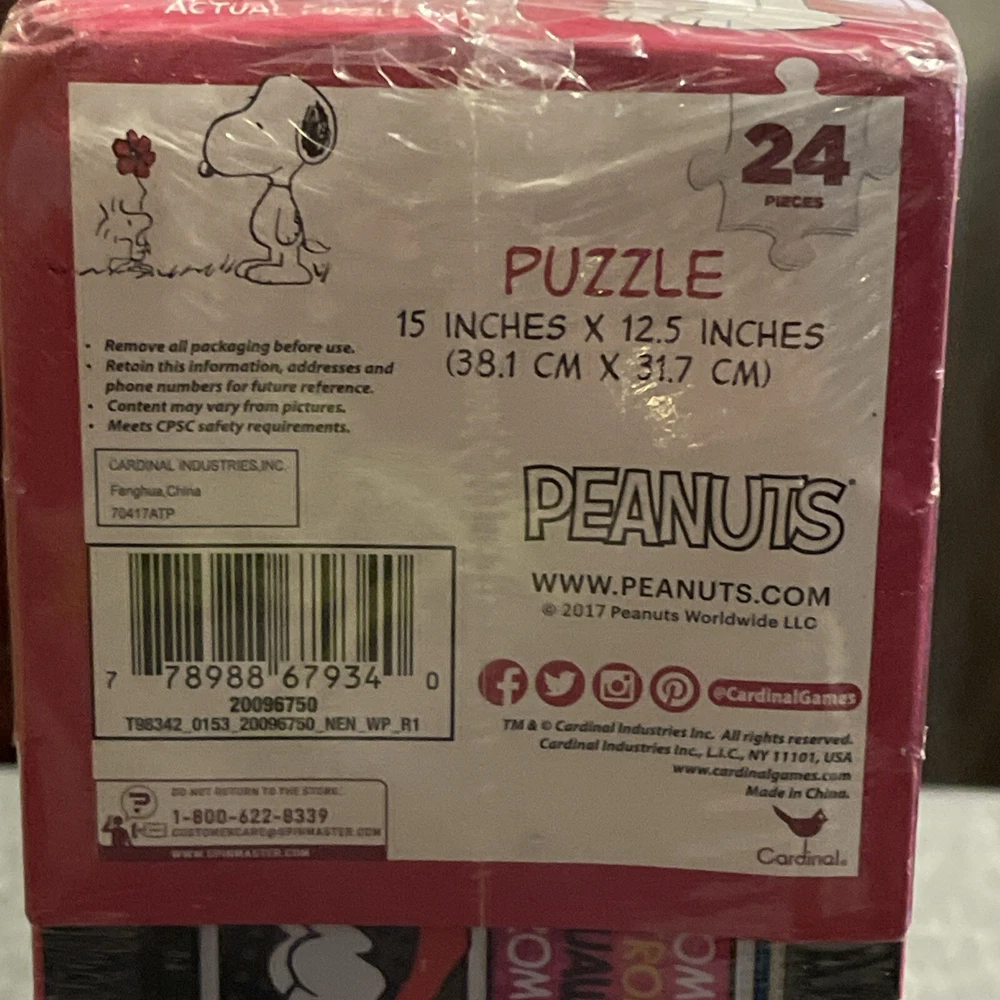 ACTUAL PUZZLE
24
PIECES
PUZZLE
15 INCHES X 12.5 INCHES
(38.1 CM X 31.7 CM)
• Remove all packaging before use.
• Retain this information, addresses and
phone numbers for future reference.
• Content may vary from pictures.
• Meets CPSC safety requirements.
CARDINAL INDUSTRIES,INC.
Fenghua,China
70417ATP
PEANUTS
WWW.PEANUTS.COM
© 2017 Peanuts Worldwide LLC
7 78988 67934 0
20096750
T98342_0153_20096750_NEN_WP_R1
@CardinalGames
TM & © Cardinal Industries Inc. All rights reserved.
Cardinal Industries Inc., L.I.C., NY 11101, USA
www.cardinalgames.com
Made in China.
Cardinal®
DO NOT RETURN TO THE STORE:
1-800-622-8339
CUSTOMERCARE@SPINMASTER.COM
WWW.SPINMASTER.COM